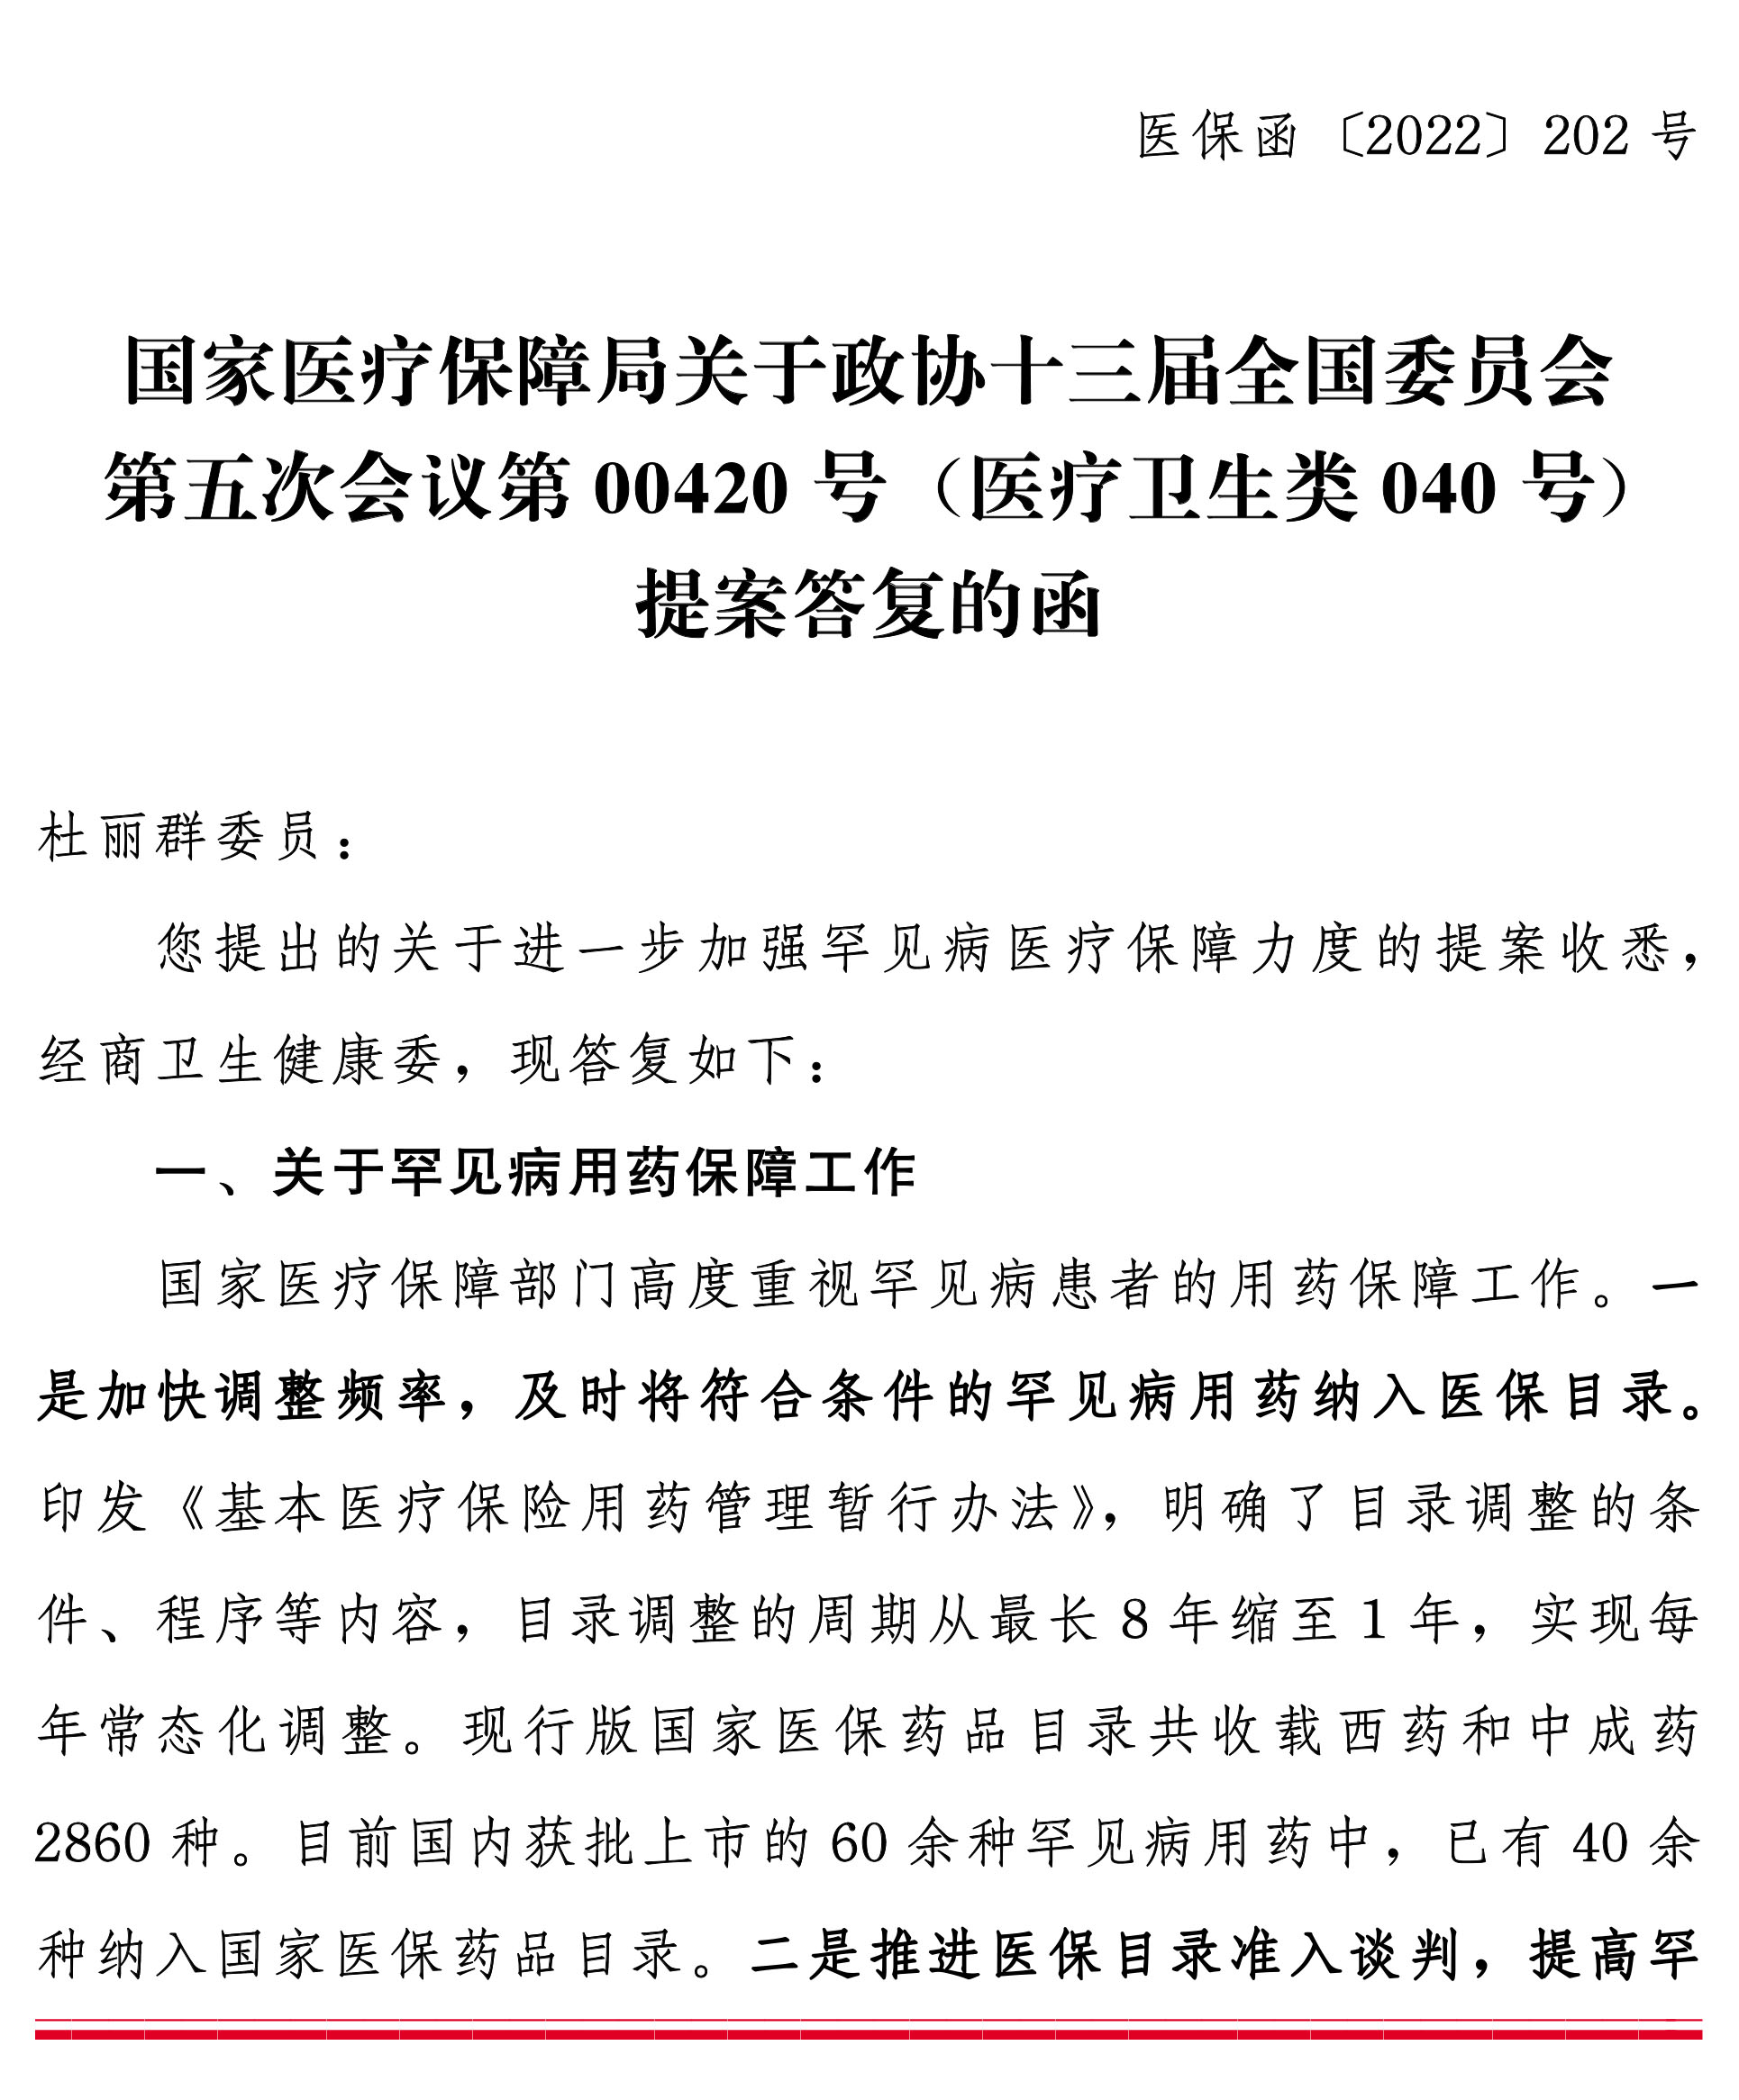 医保函〔2022〕202 号
国家医疗保障局关于政协十三届全国委员会
第五次会议第 00420 号（医疗卫生类 040 号）
提案答复的函
杜丽群委员：
您提出的关于进一步加强罕见病医疗保障力度的提案收悉，
经商卫生健康委，现答复如下：
一、关于罕见病用药保障工作
国家医疗保障部门高度重视罕见病患者的用药保障工作。一
是加快调整频率，及时将符合条件的罕见病用药纳入医保目录。
印发《基本医疗保险用药管理暂行办法》，明确了目录调整的条
件、程序等内容，目录调整的周期从最长 8 年缩至 1 年，实现每
年常态化调整。现行版国家医保药品目录共收载西药和中成药
2860 种。目前国内获批上市的 60 余种罕见病用药中，已有 40 余
种纳入国家医保药品目录。二是推进医保目录准入谈判，提高罕